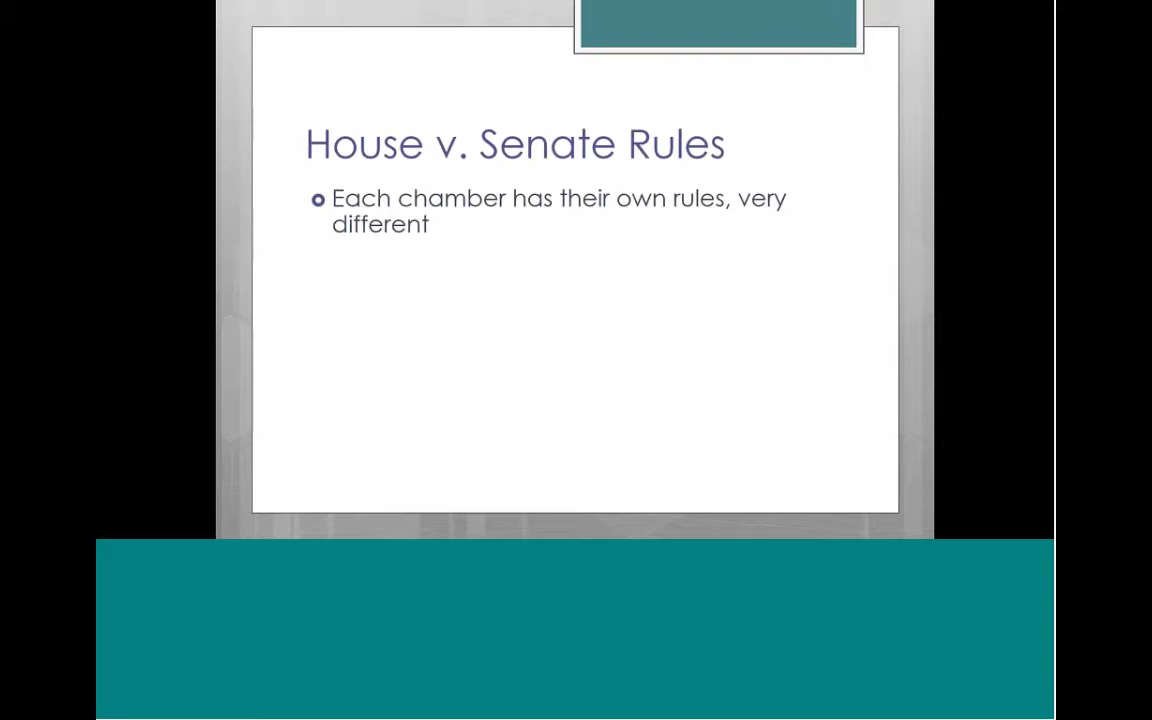 House v. Senate Rules
Each chamber has their own rules, very
different